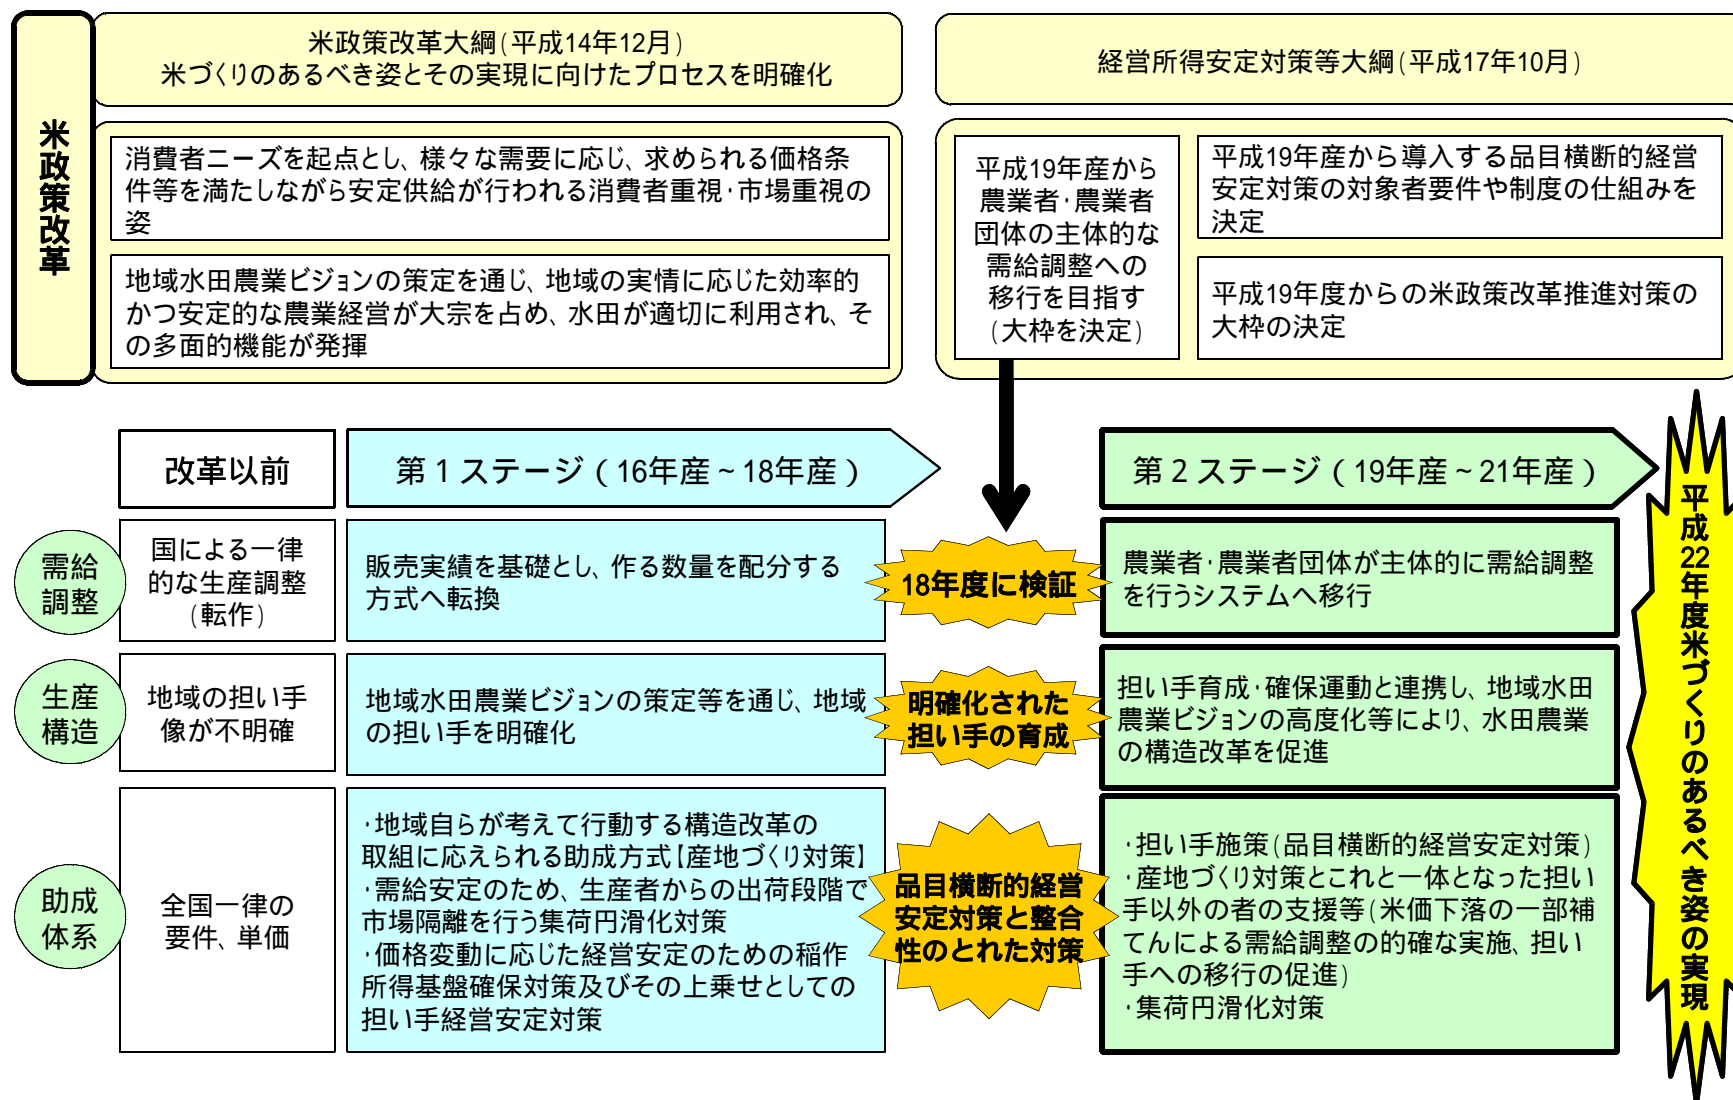 米政策改革
米政策改革大綱(平成14年12月)
米づくりのあるべき姿とその実現に向けたプロセスを明確化
消費者ニーズを起点とし、様々な需要に応じ、求められる価格条
件等を満たしながら安定供給が行われる消費者重視・市場重視の
姿
地域水田農業ビジョンの策定を通じ、地域の実情に応じた効率的
かつ安定的な農業経営が大宗を占め、水田が適切に利用され、そ
の多面的機能が発揮
経営所得安定対策等大綱(平成17年10月)
平成19年産から
農業者・農業者
団体の主体的な
需給調整への
移行を目指す
(大枠を決定)
平成19年産から導入する品目横断的経営
安定対策の対象者要件や制度の仕組みを
決定
平成19年度からの米政策改革推進対策の
大枠の決定
改革以前
第1ステージ(16年産~18年産)
第2ステージ(19年産~21年産)
需給
調整
国による一律
的な生産調整
(転作)
販売実績を基礎とし、作る数量を配分する
方式へ転換
18年度に検証
農業者・農業者団体が主体的に需給調整
を行うシステムへ移行
生産
構造
地域の担い手
像が不明確
地域水田農業ビジョンの策定等を通じ、地域
の担い手を明確化
明確化された
担い手の育成
担い手育成・確保運動と連携し、地域水田
農業ビジョンの高度化等により、水田農業
の構造改革を促進
助成
体系
全国一律の
要件、単価
・地域自らが考えて行動する構造改革の
取組に応えられる助成方式【産地づくり対策】
・需給安定のため、生産者からの出荷段階で
市場隔離を行う集荷円滑化対策
・価格変動に応じた経営安定のための稲作
所得基盤確保対策及びその上乗せとしての
担い手経営安定対策
品目横断的経営
安定対策と整合
性のとれた対策
・担い手施策(品目横断的経営安定対策)
・産地づくり対策とこれと一体となった担い
手以外の者の支援等(米価下落の一部補
てんによる需給調整の的確な実施、担い
手への移行の促進)
・集荷円滑化対策
平成22年度米づくりのあるべき姿の実現